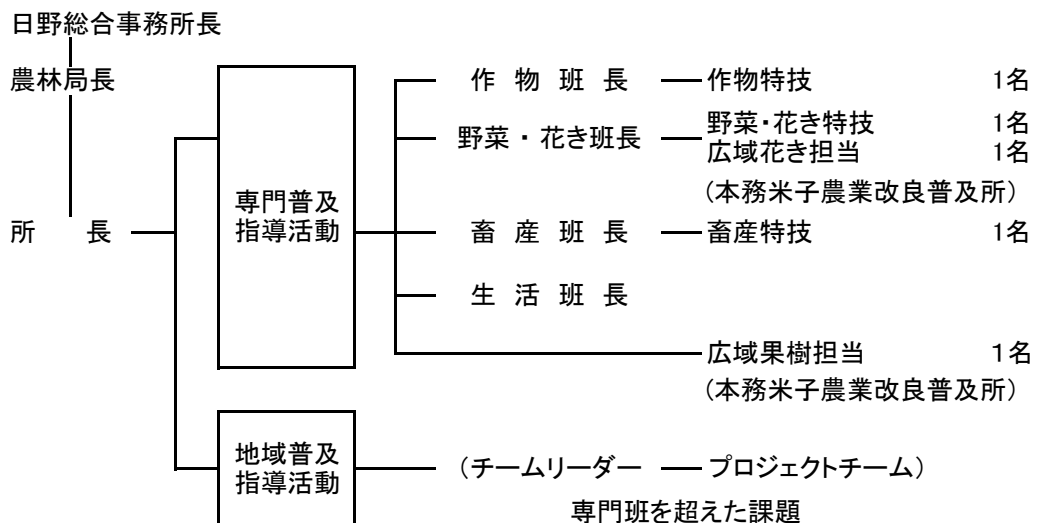 日野総合事務所長
農林局長
所　　長
専門普及
指導活動
作 物 班 長
作物特技　1名
野菜・花き班長
野菜・花き特技　1名
広域花き担当　1名
(本務米子農業改良普及所)
畜 産 班 長
畜産特技　1名
生 活 班 長
広域果樹担当　1名
(本務米子農業改良普及所)
地域普及
指導活動
(チームリーダー　プロジェクトチーム)
専門班を超えた課題